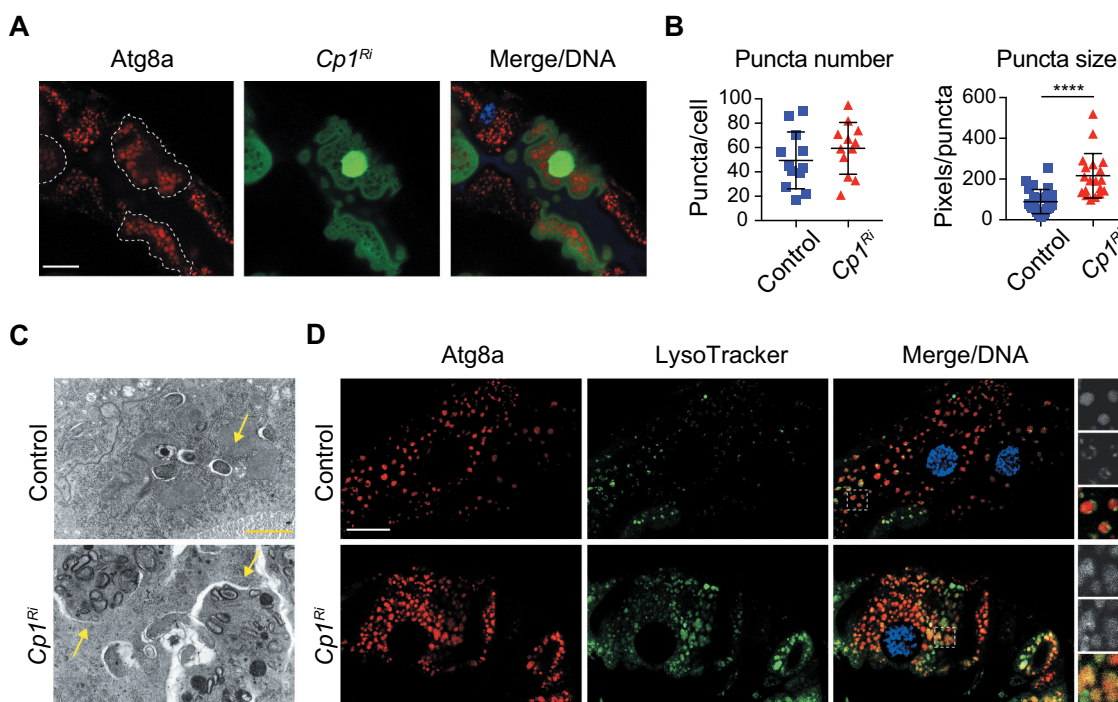 A
Atg8a
Cp1Ri
Merge/DNA
B
Puncta number
Puncta/cell
100
80
60
40
20
0
Control
Cp1Ri
Puncta size
****
Pixels/puncta
600
400
200
0
Control
Cp1Ri
C
Control
Cp1Ri
D
Atg8a
LysoTracker
Merge/DNA
Control
Cp1Ri